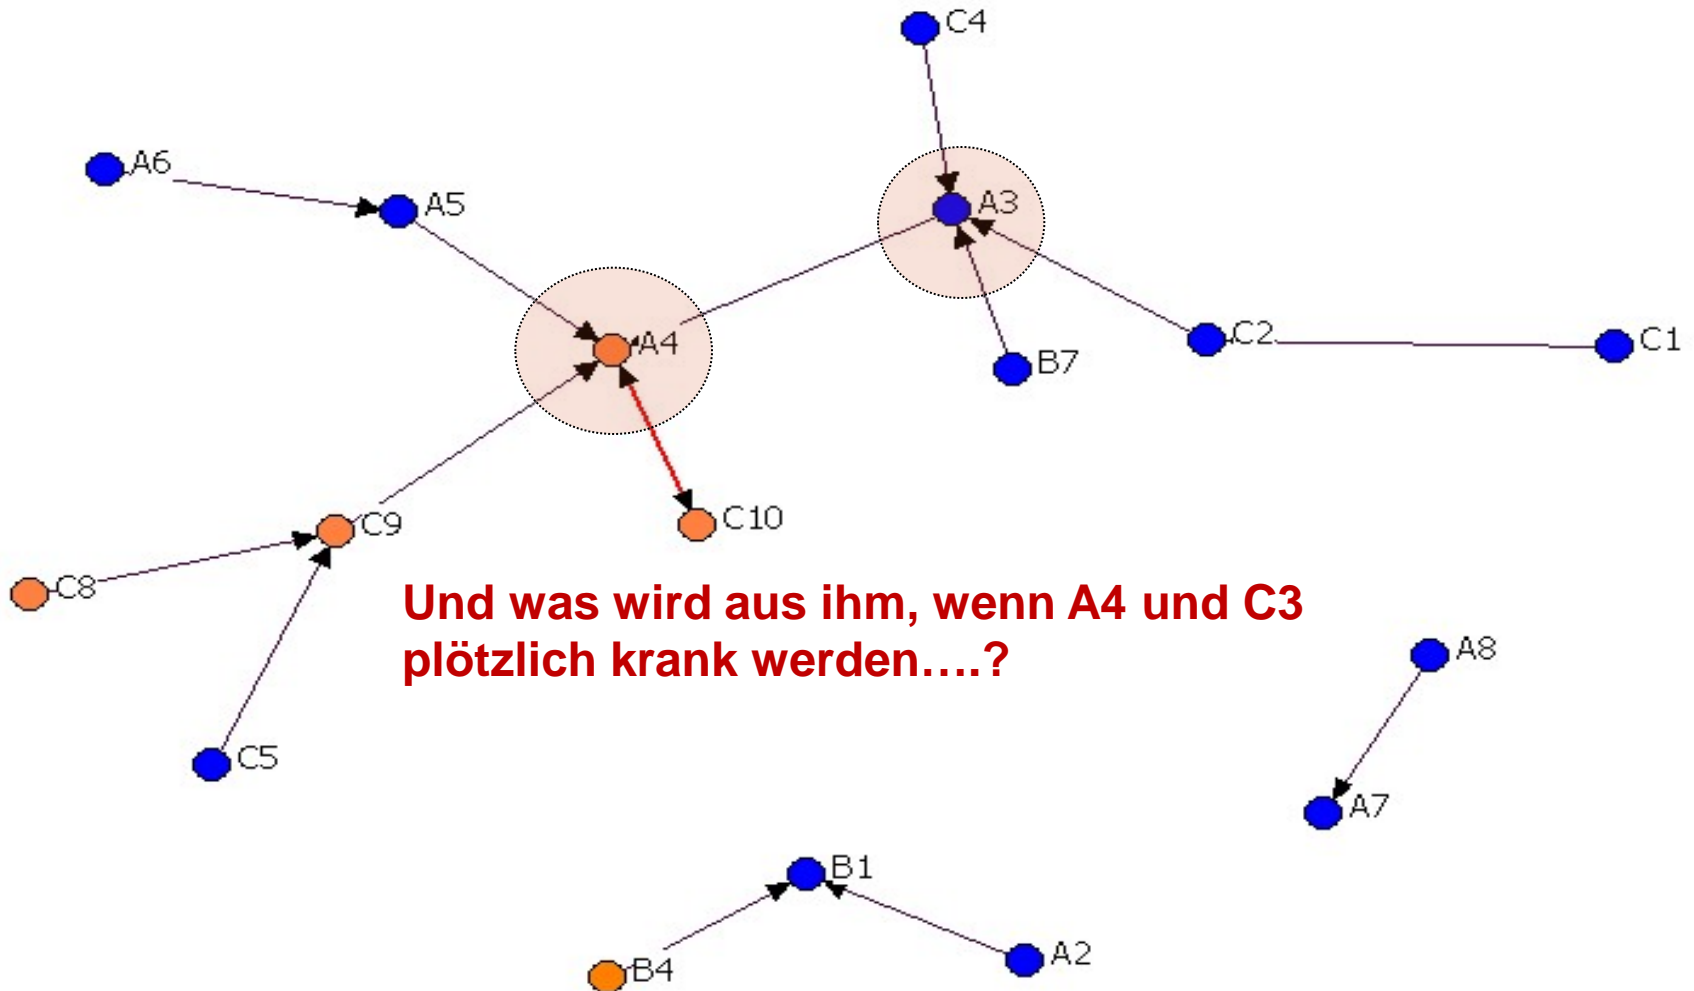 C4
A6
A5
A3
A4
B7
C2
C1
C9
C10
C8
Und was wird aus ihm, wenn A4 und C3
plötzlich krank werden....?
A8
C5
A7
B1
B4
A2